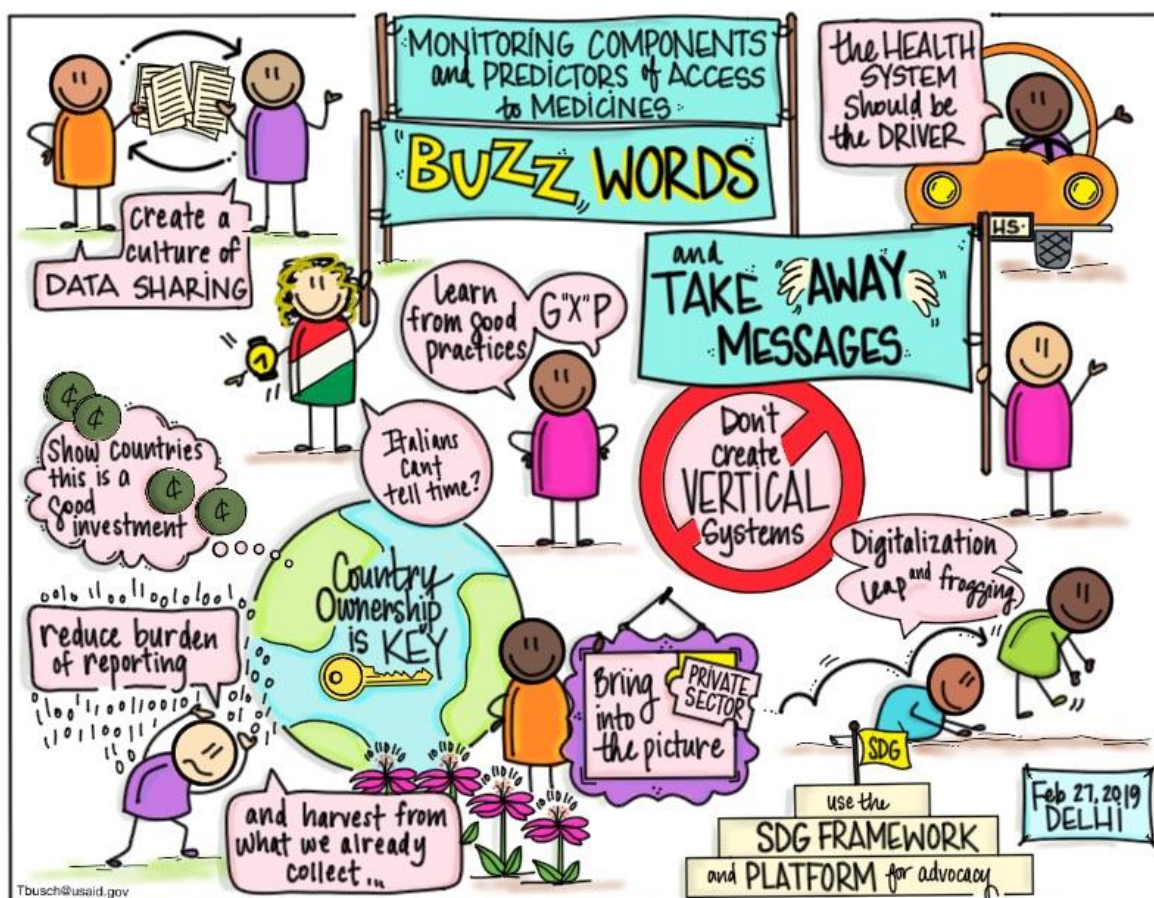 MONITORING COMPONENTS
and PREDICTORS of ACCESS
to MEDICINES:
"BUZZ" WORDS
and
TAKE "AWAY"
MESSAGES
the HEALTH
SYSTEM
should be
the DRIVER
HS.
create a
culture of
DATA SHARING
learn
from good
practices
G"X"P
Italians
can't
tell time?
Don't
create
VERTICAL
Systems
¢
¢
¢
¢
Show countries
this is a
good
investment
Country
Ownership
is "KEY"
Digitalization
and
leap frogging
reduce burden
of reporting
Bring
into
the picture
PRIVATE
SECTOR
and harvest from
what we already
collect...
SDG
use the
SDG FRAMEWORK
and PLATFORM for advocacy
Feb 27, 2019
DELHI
Tbusch@usaid.gov